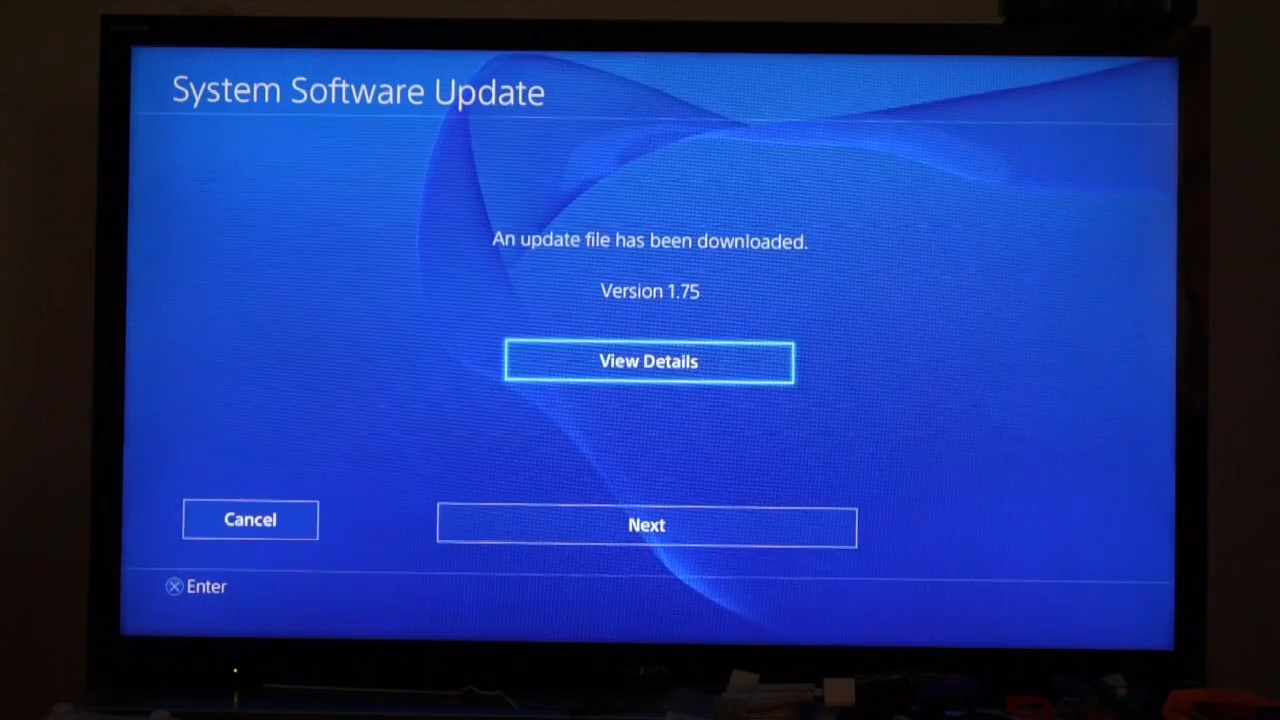 System Software Update
An update file has been downloaded.
Version 1.75
View Details
Cancel
Next
Enter